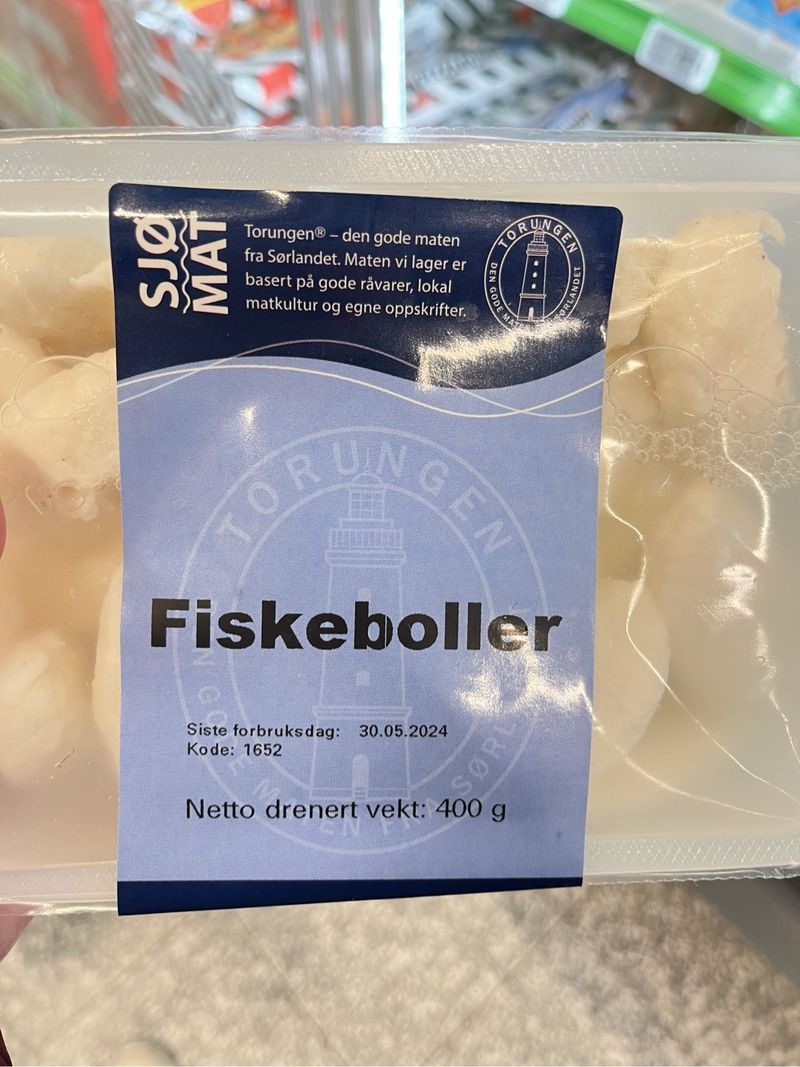 SJØ
MAT
Torungen® – den gode maten
fra Sørlandet. Maten vi lager er
basert på gode råvarer, lokal
matkultur og egne oppskrifter.
TORUNGEN
DEN GODE MATEN SØRLANDET
TORUNGEN
Fiskeboller
Siste forbruksdag: 30.05.2024
Kode: 1652
Netto drenert vekt: 400 g